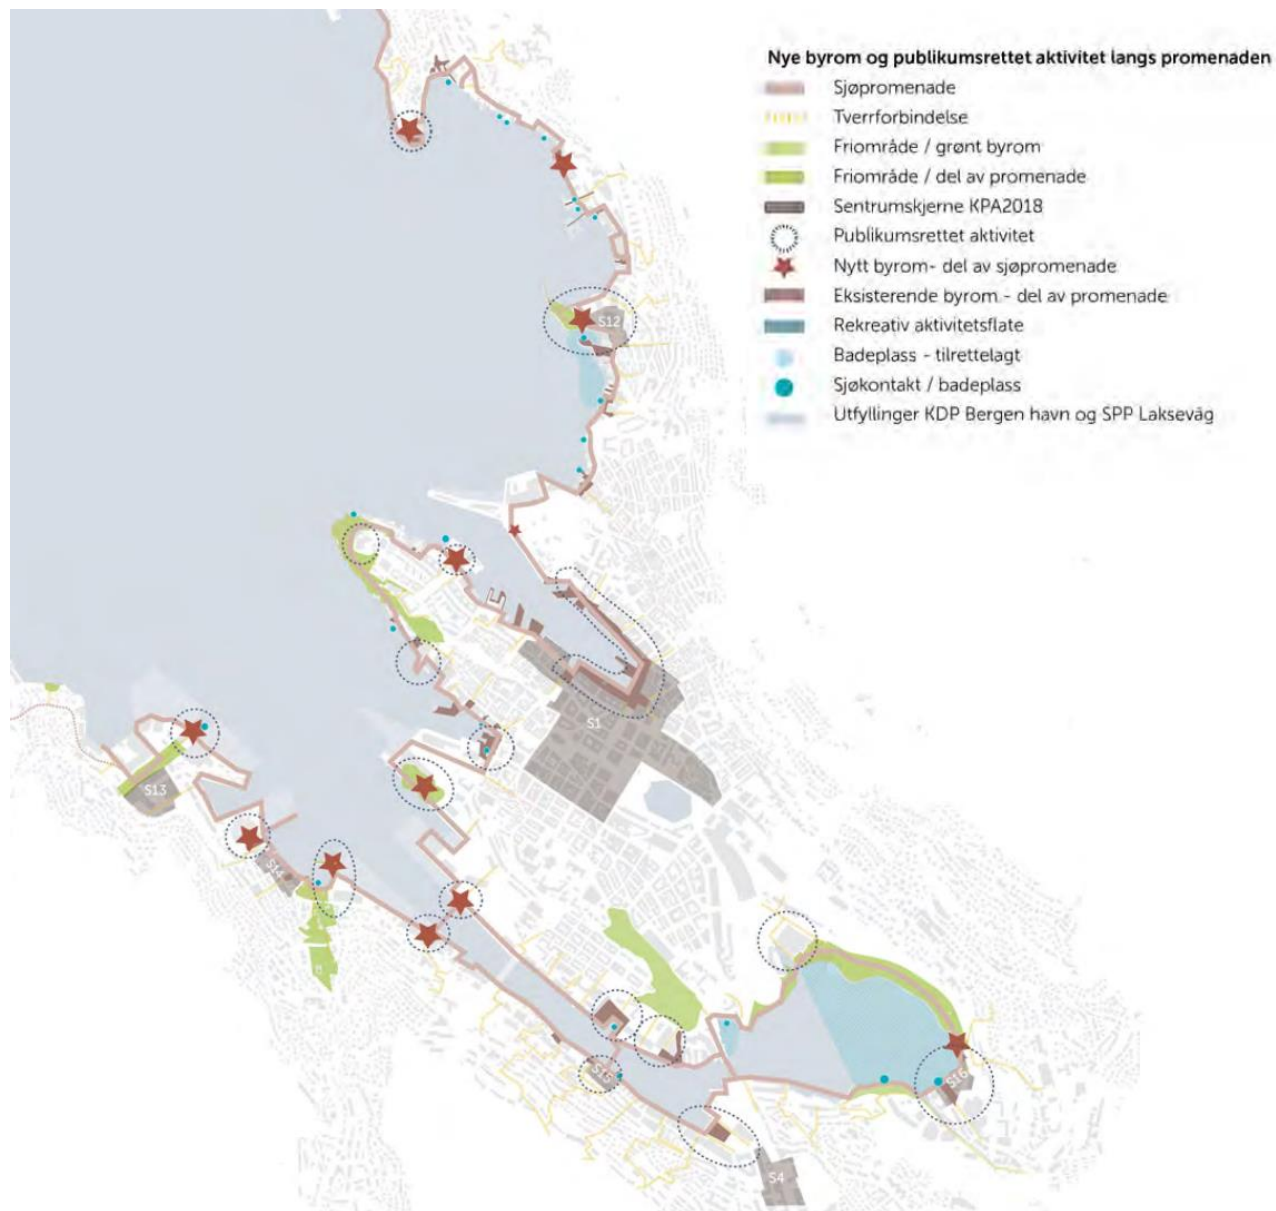 Nye byrom og publikumsrettet aktivitet langs promenaden
Sjøpromenade
Tverrforbindelse
Friområde / grønt byrom
Friområde / del av promenade
Sentrumskjerne KPA2018
Publikumsrettet aktivitet
Nytt byrom- del av sjøpromenade
Eksisterende byrom - del av promenade
Rekreativ aktivitetsflate
Badeplass - tilrettelagt
Sjøkontakt / badeplass
Utfyllinger KDP Bergen havn og SPP Laksevåg
S12
S1
S13
S14
S15
S16
S4